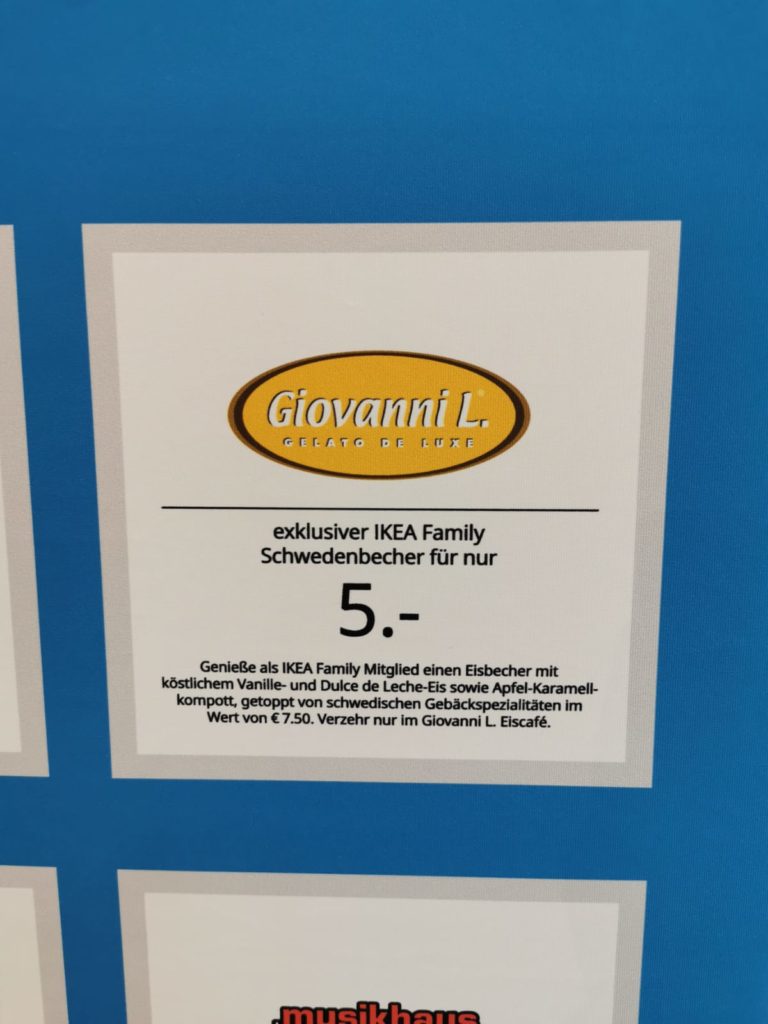 Giovanni L.
GELATO DE LUXE
exklusiver IKEA Family
Schwedenbecher für nur
5.-
Genieße als IKEA Family Mitglied einen Eisbecher mit
köstlichem Vanille- und Dulce de Leche-Eis sowie Apfel-Karamell-
kompott, getoppt von schwedischen Gebäckspezialitäten im
Wert von € 7.50. Verzehr nur im Giovanni L. Eiscafé.
musikhaus